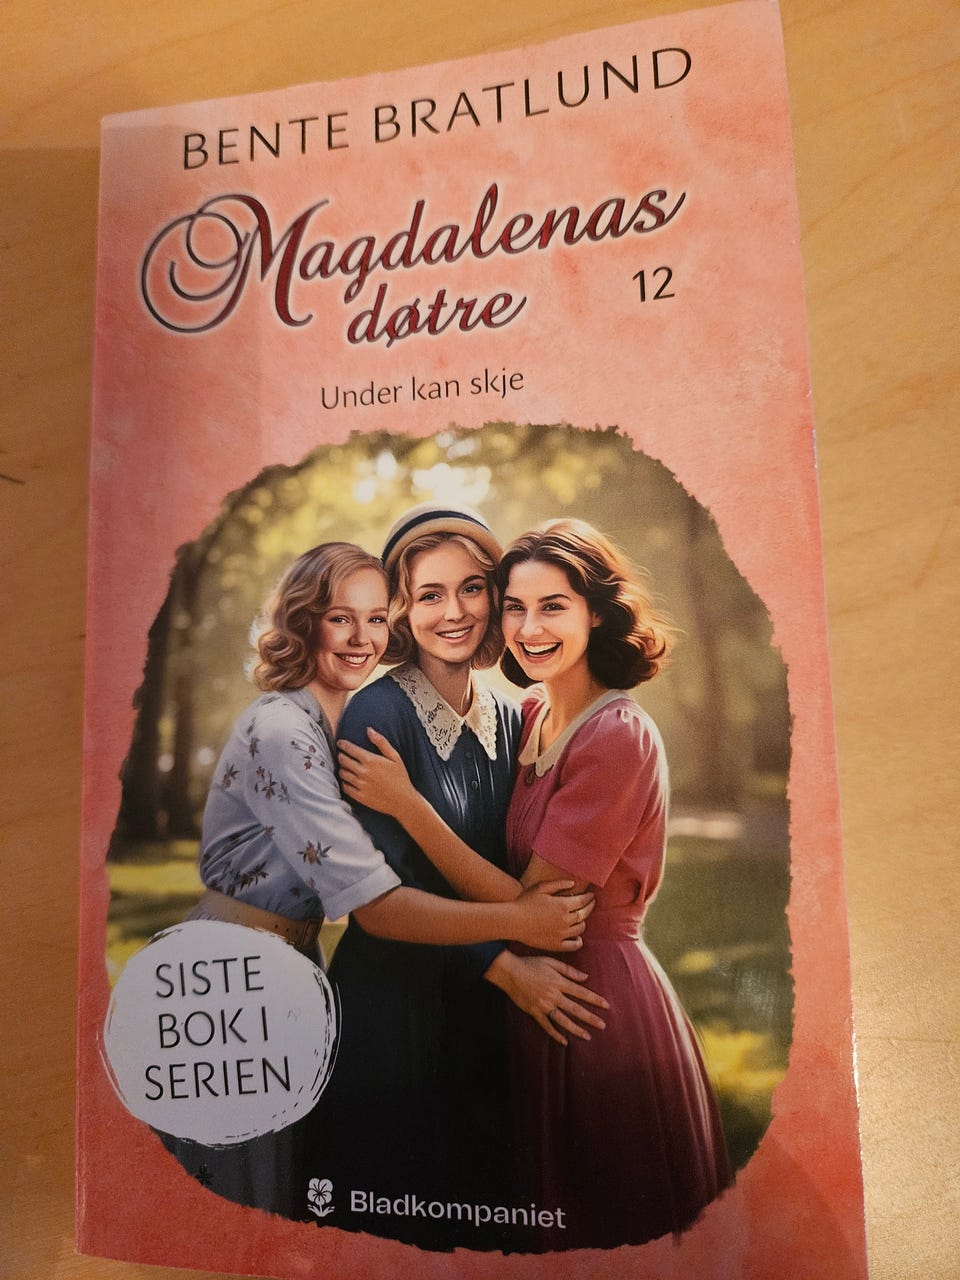 BENTE BRATLUND
Magdalenas
døtre
12
Under kan skje
SISTE
BOK I
SERIEN
Bladkompaniet